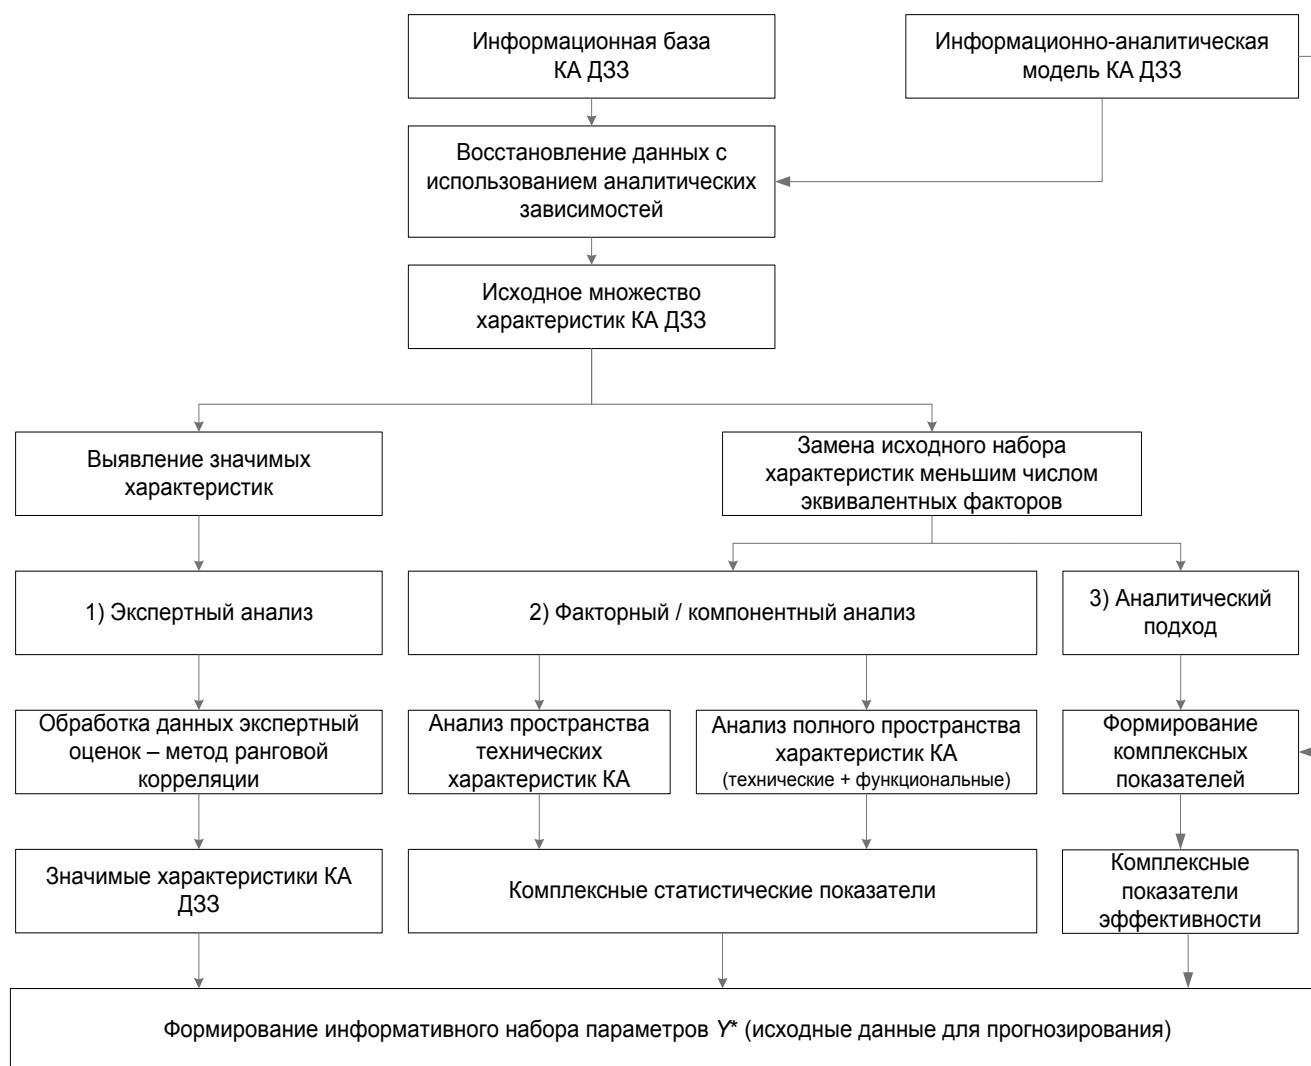 Информационная база
КА ДЗЗ
Информационно-аналитическая
модель КА ДЗЗ
Восстановление данных с
использованием аналитических
зависимостей
Исходное множество
характеристик КА ДЗЗ
Выявление значимых
характеристик
Замена исходного набора
характеристик меньшим числом
эквивалентных факторов
1) Экспертный анализ
2) Факторный / компонентный анализ
3) Аналитический
подход
Обработка данных экспертный
оценок – метод ранговой
корреляции
Анализ пространства
технических
характеристик КА
Анализ полного пространства
характеристик КА
(технические + функциональные)
Формирование
комплексных
показателей
Значимые характеристики КА
ДЗЗ
Комплексные статистические показатели
Комплексные
показатели
эффективности
Формирование информативного набора параметров Y* (исходные данные для прогнозирования)